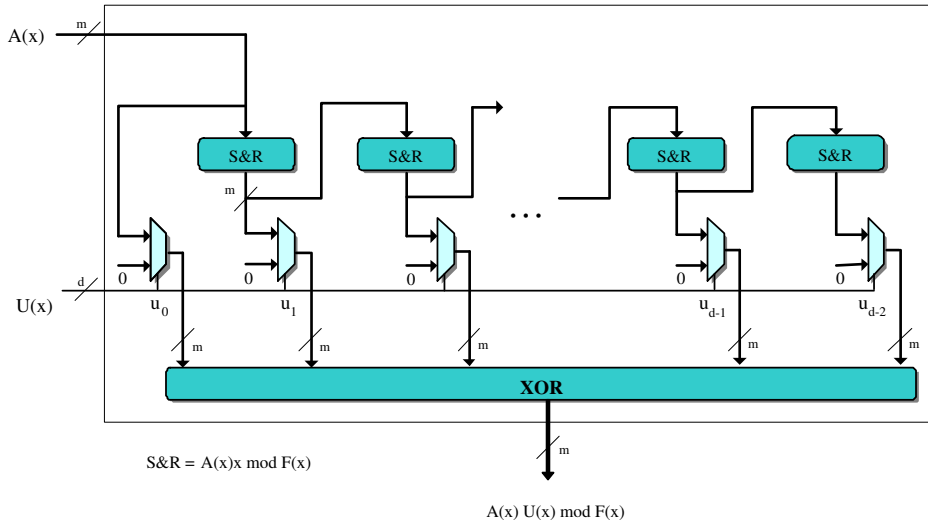 m
A(x)
S&R
S&R
S&R
S&R
m
...
0
0
0
0
0
d
U(x)
u0
u1
ud-1
ud-2
m
m
m
m
m
XOR
m
S&R = A(x)x mod F(x)
A(x) U(x) mod F(x)